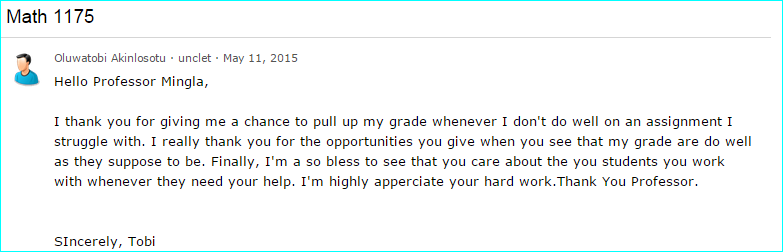 Math 1175
Oluwatobi Akinlosotu · unclet · May 11, 2015
Hello Professor Mingla,
I thank you for giving me a chance to pull up my grade whenever I don't do well on an assignment I
struggle with. I really thank you for the opportunities you give when you see that my grade are do well
as they suppose to be. Finally, I'm a so bless to see that you care about the you students you work
with whenever they need your help. I'm highly apperciate your hard work.Thank You Professor.
SIncerely, Tobi